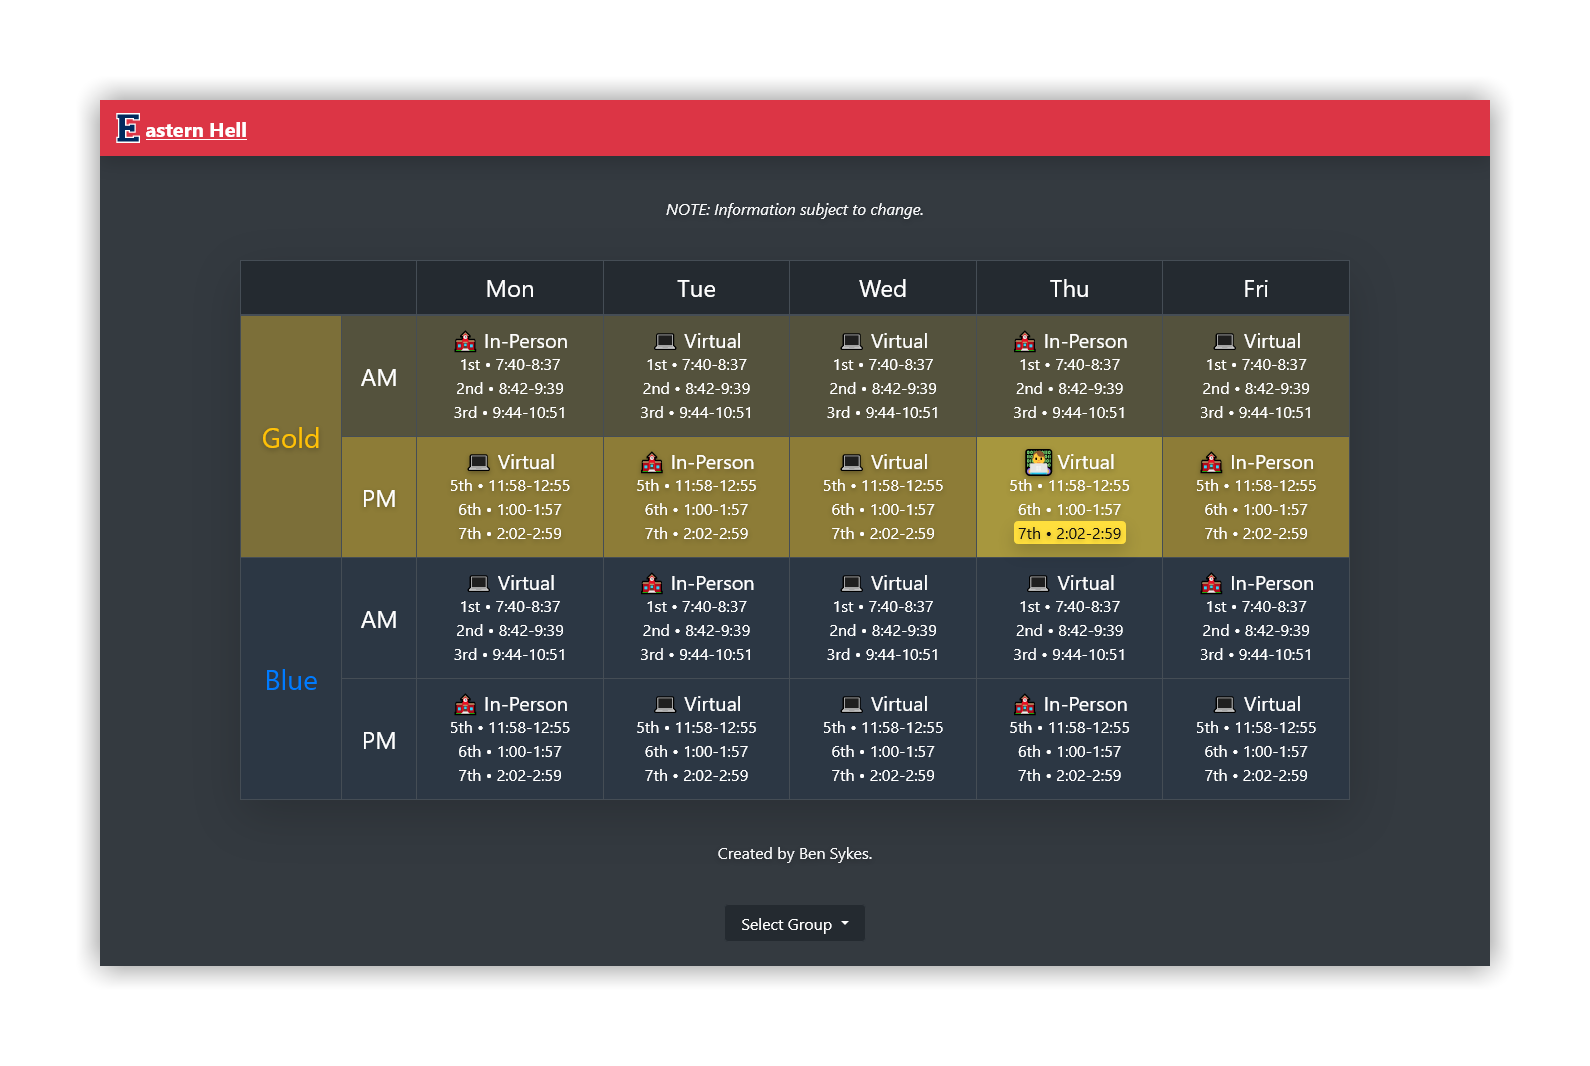 Eastern Hell
NOTE: Information subject to change.
Mon Tue Wed Thu Fri
Gold
AM
In-Person
1st • 7:40-8:37
2nd • 8:42-9:39
3rd • 9:44-10:51
Virtual
1st • 7:40-8:37
2nd • 8:42-9:39
3rd • 9:44-10:51
Virtual
1st • 7:40-8:37
2nd • 8:42-9:39
3rd • 9:44-10:51
In-Person
1st • 7:40-8:37
2nd • 8:42-9:39
3rd • 9:44-10:51
Virtual
1st • 7:40-8:37
2nd • 8:42-9:39
3rd • 9:44-10:51
PM
Virtual
5th • 11:58-12:55
6th • 1:00-1:57
7th • 2:02-2:59
In-Person
5th • 11:58-12:55
6th • 1:00-1:57
7th • 2:02-2:59
Virtual
5th • 11:58-12:55
6th • 1:00-1:57
7th • 2:02-2:59
Virtual
5th • 11:58-12:55
6th • 1:00-1:57
7th • 2:02-2:59
In-Person
5th • 11:58-12:55
6th • 1:00-1:57
7th • 2:02-2:59
Blue
AM
Virtual
1st • 7:40-8:37
2nd • 8:42-9:39
3rd • 9:44-10:51
In-Person
1st • 7:40-8:37
2nd • 8:42-9:39
3rd • 9:44-10:51
Virtual
1st • 7:40-8:37
2nd • 8:42-9:39
3rd • 9:44-10:51
Virtual
1st • 7:40-8:37
2nd • 8:42-9:39
3rd • 9:44-10:51
In-Person
1st • 7:40-8:37
2nd • 8:42-9:39
3rd • 9:44-10:51
PM
In-Person
5th • 11:58-12:55
6th • 1:00-1:57
7th • 2:02-2:59
Virtual
5th • 11:58-12:55
6th • 1:00-1:57
7th • 2:02-2:59
Virtual
5th • 11:58-12:55
6th • 1:00-1:57
7th • 2:02-2:59
In-Person
5th • 11:58-12:55
6th • 1:00-1:57
7th • 2:02-2:59
Virtual
5th • 11:58-12:55
6th • 1:00-1:57
7th • 2:02-2:59
Created by Ben Sykes.
Select Group